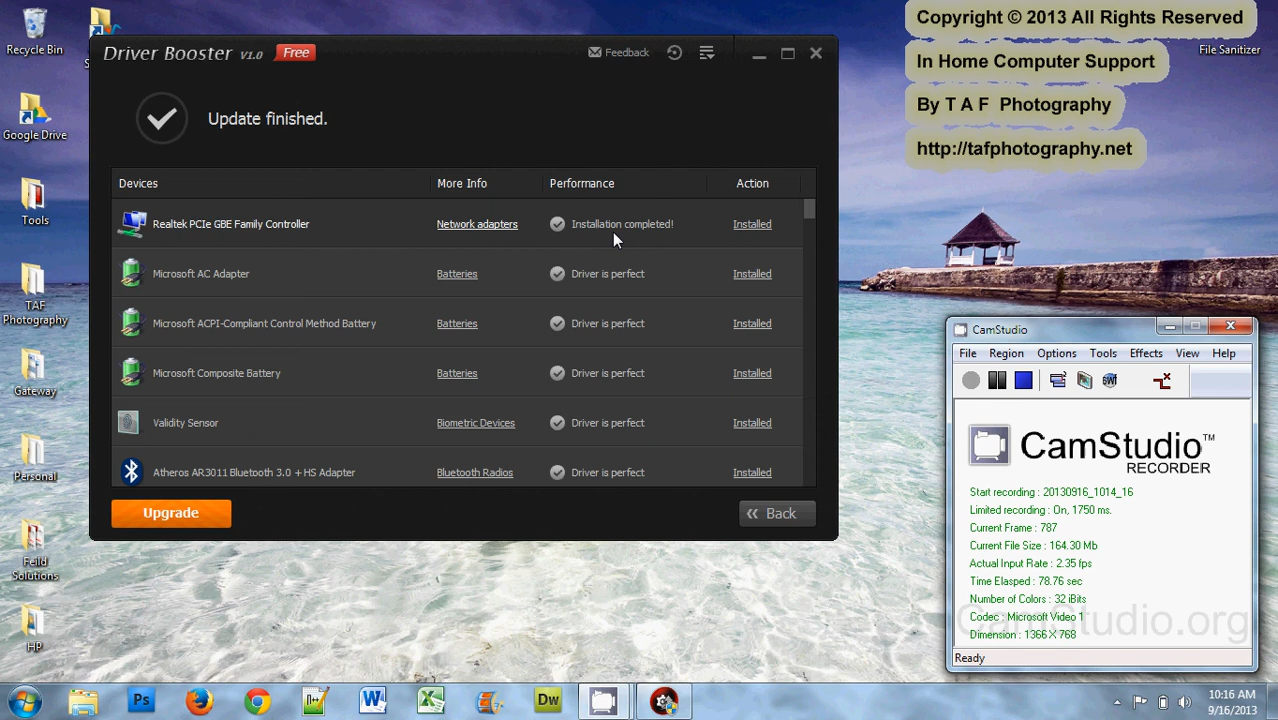 Recycle Bin
Google Drive
Tools
TAF
Photography
Gateway
Personal
Feild
Solutions
HP
Driver Booster V1.0 Free
Feedback
Update finished.
Devices More Info Performance Action
Realtek PCIe GBE Family Controller Network adapters Installation completed! Installed
Microsoft AC Adapter Batteries Driver is perfect Installed
Microsoft ACPI-Compliant Control Method Battery Batteries Driver is perfect Installed
Microsoft Composite Battery Batteries Driver is perfect Installed
Validity Sensor Biometric Devices Driver is perfect Installed
Atheros AR3011 Bluetooth 3.0 + HS Adapter Bluetooth Radios Driver is perfect Installed
Upgrade
Back
Copyright © 2013 All Rights Reserved
In Home Computer Support
By T A F Photography
http://tafphotography.net
File Sanitizer
CamStudio
File Region Options Tools Effects View Help
SWf
CamStudio™
RECORDER
Start recording : 20130916_1014_16
Limited recording : On, 1750 ms.
Current Frame : 787
Current File Size : 164.30 Mb
Actual Input Rate : 2.35 fps
Time Elasped : 78.76 sec
Number of Colors : 32 iBits
Codec : Microsoft Video 1
Dimension : 1366 X 768
CamStudio.org
Ready
Ps
Dw
10:16 AM
9/16/2013